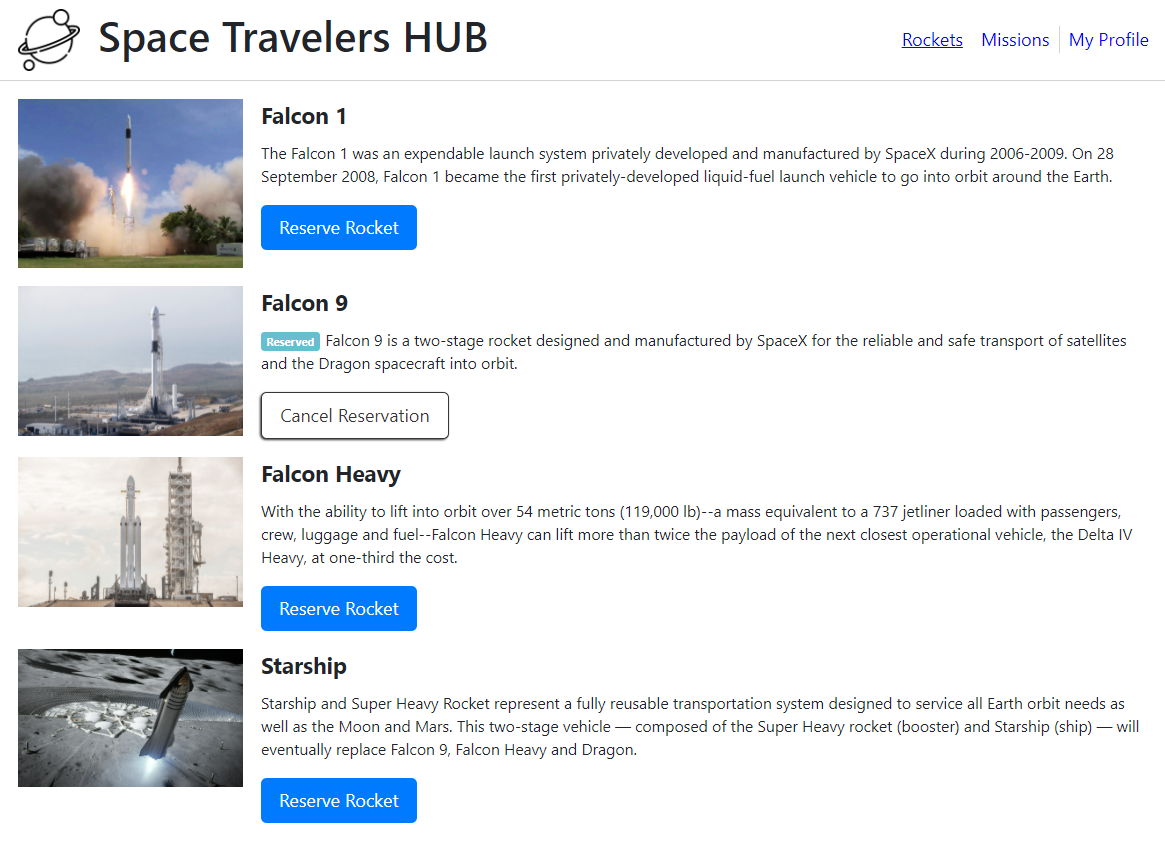 Space Travelers HUB
Rockets Missions My Profile
Falcon 1
The Falcon 1 was an expendable launch system privately developed and manufactured by SpaceX during 2006-2009. On 28
September 2008, Falcon 1 became the first privately-developed liquid-fuel launch vehicle to go into orbit around the Earth.
Reserve Rocket
Falcon 9
Reserved Falcon 9 is a two-stage rocket designed and manufactured by SpaceX for the reliable and safe transport of satellites
and the Dragon spacecraft into orbit.
Cancel Reservation
Falcon Heavy
With the ability to lift into orbit over 54 metric tons (119,000 lb)--a mass equivalent to a 737 jetliner loaded with passengers,
crew, luggage and fuel--Falcon Heavy can lift more than twice the payload of the next closest operational vehicle, the Delta IV
Heavy, at one-third the cost.
Reserve Rocket
Starship
Starship and Super Heavy Rocket represent a fully reusable transportation system designed to service all Earth orbit needs as
well as the Moon and Mars. This two-stage vehicle — composed of the Super Heavy rocket (booster) and Starship (ship) — will
eventually replace Falcon 9, Falcon Heavy and Dragon.
Reserve Rocket